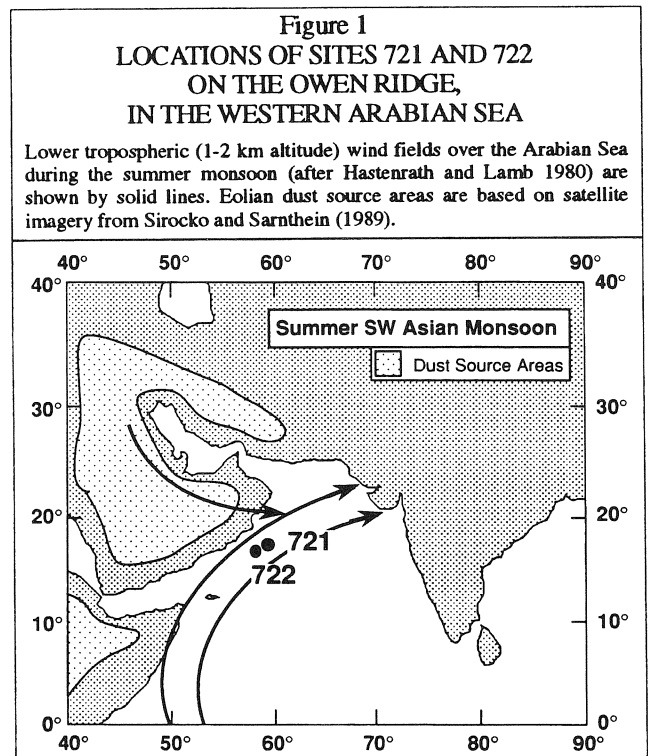 Figure 1
LOCATIONS OF SITES 721 AND 722
ON THE OWEN RIDGE,
IN THE WESTERN ARABIAN SEA
Lower tropospheric (1-2 km altitude) wind fields over the Arabian Sea
during the summer monsoon (after Hastenrath and Lamb 1980) are
shown by solid lines. Eolian dust source areas are based on satellite
imagery from Sirocko and Sarnthein (1989).
40° 50° 60° 70° 80° 90°
40° 40°
Summer SW Asian Monsoon
Dust Source Areas
30° 30°
20° 20°
721
722
10° 10°
0° 0°
40° 50° 60° 70° 80° 90°